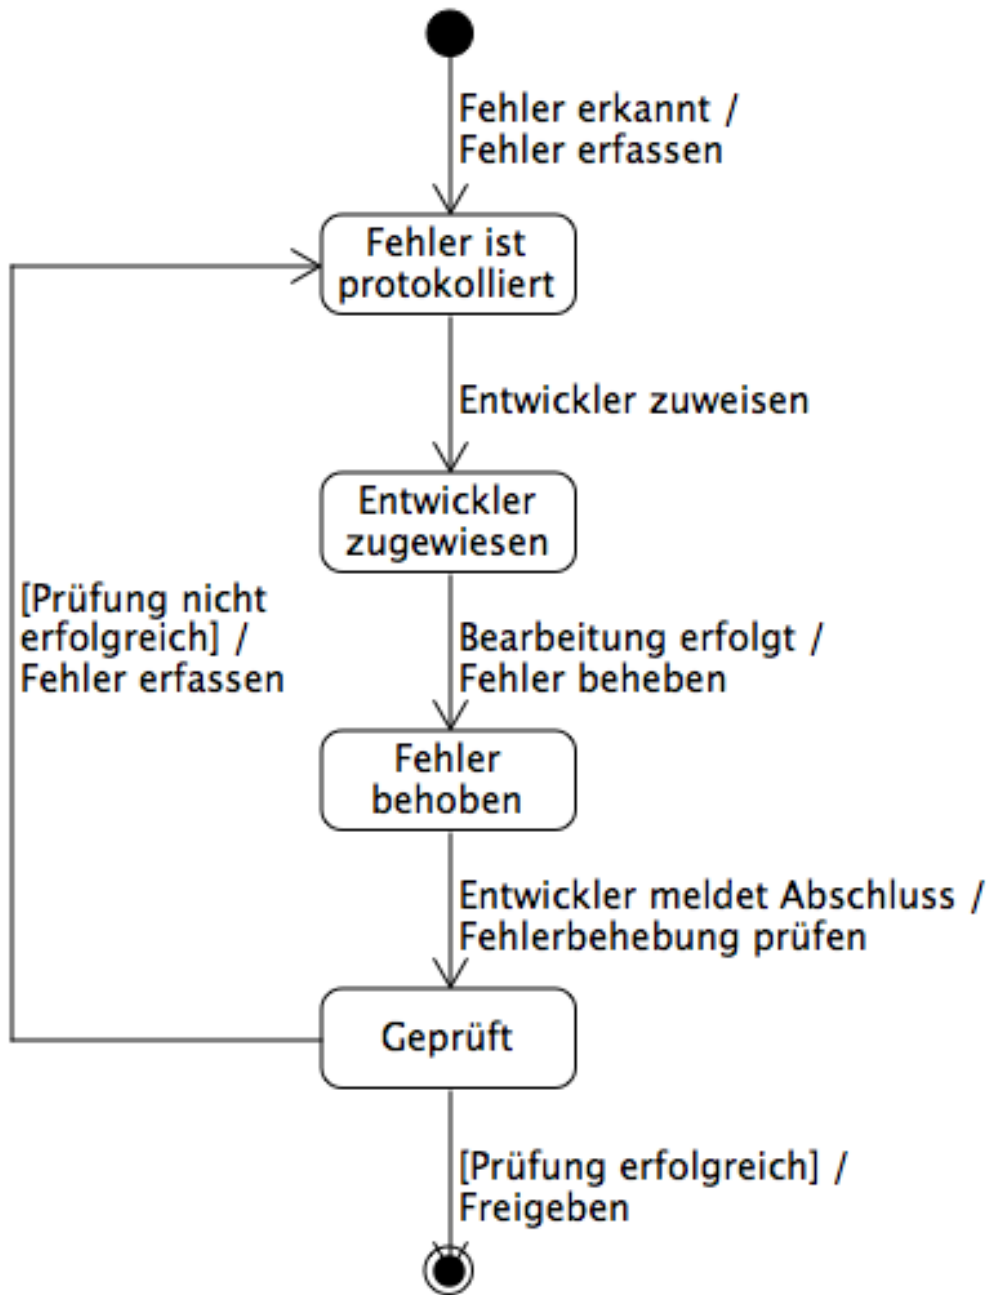 Fehler erkannt /
Fehler erfassen
Fehler ist
protokolliert
Entwickler zuweisen
Entwickler
zugewiesen
[Prüfung nicht
erfolgreich] /
Fehler erfassen
Bearbeitung erfolgt /
Fehler beheben
Fehler
behoben
Entwickler meldet Abschluss /
Fehlerbehebung prüfen
Geprüft
[Prüfung erfolgreich] /
Freigeben